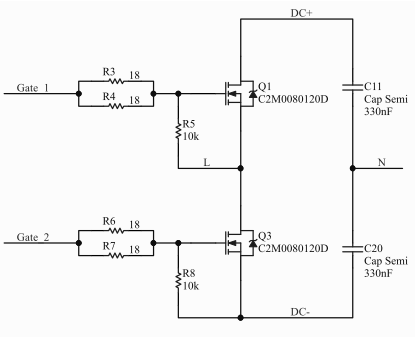 DC+
R3 18
Gate 1
R4 18
Q1
C2M0080120D
C11
Cap Semi
330nF
R5
10k
L
N
R6 18
Gate 2
R7 18
Q3
C2M0080120D
C20
Cap Semi
330nF
R8
10k
DC-